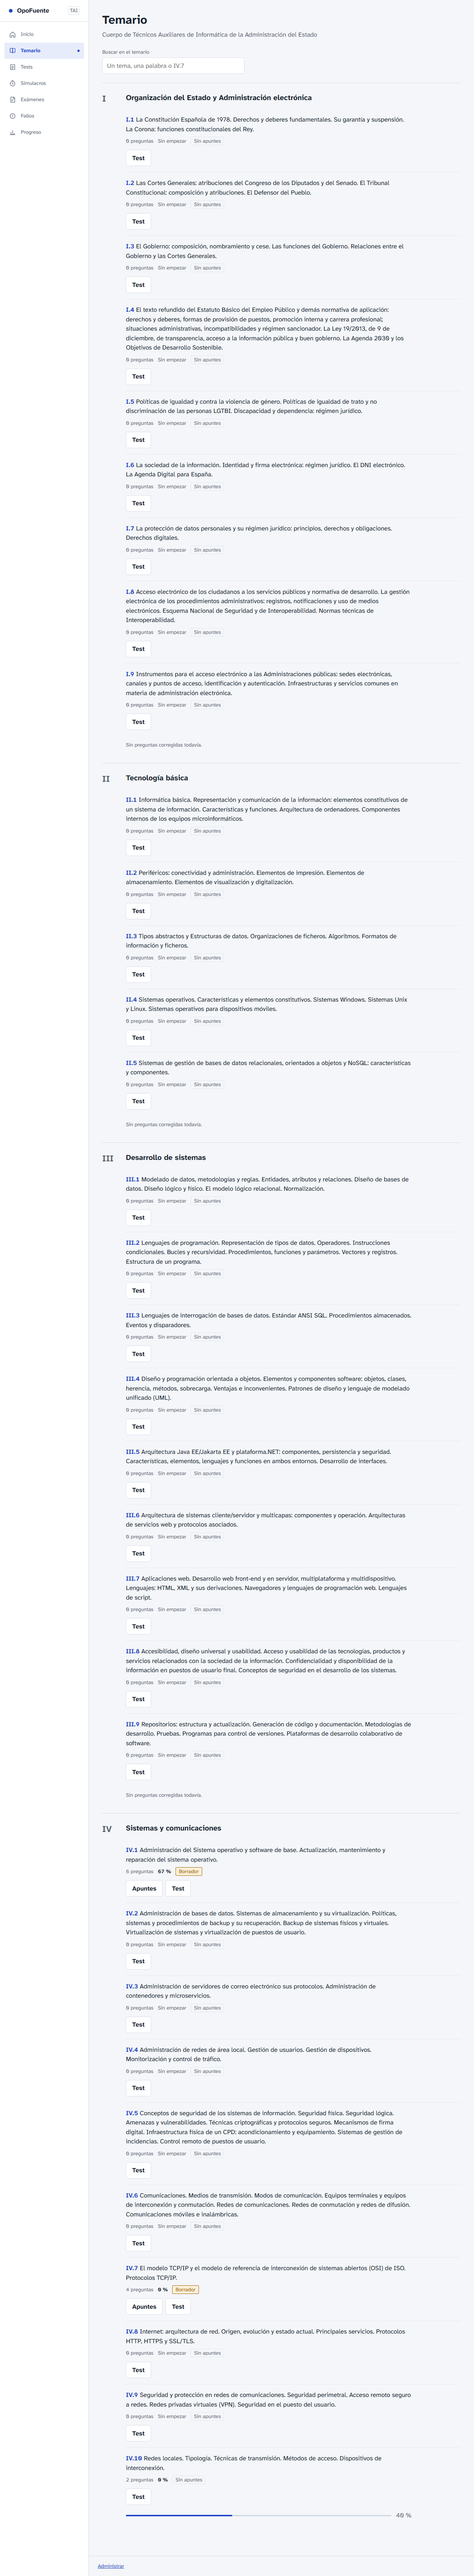 OpoFuente TAI
Inicio
Temario
Tests
Simulacros
Exámenes
Fallos
Progreso
Temario
Cuerpo de Técnicos Auxiliares de Informática de la Administración del Estado
Buscar en el temario
Un tema, una palabra o IV.7
I Organización del Estado y Administración electrónica
I.1 La Constitución Española de 1978. Derechos y deberes fundamentales. Su garantía y suspensión.
La Corona: funciones constitucionales del Rey.
0 preguntas Sin empezar Sin apuntes
Test
I.2 Las Cortes Generales: atribuciones del Congreso de los Diputados y del Senado. El Tribunal
Constitucional: composición y atribuciones. El Defensor del Pueblo.
0 preguntas Sin empezar Sin apuntes
Test
I.3 El Gobierno: composición, nombramiento y cese. Las funciones del Gobierno. Relaciones entre el
Gobierno y las Cortes Generales.
0 preguntas Sin empezar Sin apuntes
Test
I.4 El texto refundido del Estatuto Básico del Empleo Público y demás normativa de aplicación:
derechos y deberes, formas de provisión de puestos, promoción interna y carrera profesional;
situaciones administrativas, incompatibilidades y régimen sancionador. La Ley 19/2013, de 9 de
diciembre, de transparencia, acceso a la información pública y buen gobierno. La Agenda 2030 y los
Objetivos de Desarrollo Sostenible.
0 preguntas Sin empezar Sin apuntes
Test
I.5 Políticas de igualdad y contra la violencia de género. Políticas de igualdad de trato y no
discriminación de las personas LGTBI. Discapacidad y dependencia: régimen jurídico.
0 preguntas Sin empezar Sin apuntes
Test
I.6 La sociedad de la información. Identidad y firma electrónica: régimen jurídico. El DNI electrónico.
La Agenda Digital para España.
0 preguntas Sin empezar Sin apuntes
Test
I.7 La protección de datos personales y su régimen jurídico: principios, derechos y obligaciones.
Derechos digitales.
0 preguntas Sin empezar Sin apuntes
Test
I.8 Acceso electrónico de los ciudadanos a los servicios públicos y normativa de desarrollo. La gestión
electrónica de los procedimientos administrativos: registros, notificaciones y uso de medios
electrónicos. Esquema Nacional de Seguridad y de Interoperabilidad. Normas técnicas de
Interoperabilidad.
0 preguntas Sin empezar Sin apuntes
Test
I.9 Instrumentos para el acceso electrónico a las Administraciones públicas: sedes electrónicas,
canales y puntos de acceso, identificación y autenticación. Infraestructuras y servicios comunes en
materia de administración electrónica.
0 preguntas Sin empezar Sin apuntes
Test
Sin preguntas corregidas todavía.
II Tecnología básica
II.1 Informática básica. Representación y comunicación de la información: elementos constitutivos de
un sistema de información. Características y funciones. Arquitectura de ordenadores. Componentes
internos de los equipos microinformáticos.
0 preguntas Sin empezar Sin apuntes
Test
II.2 Periféricos: conectividad y administración. Elementos de impresión. Elementos de
almacenamiento. Elementos de visualización y digitalización.
0 preguntas Sin empezar Sin apuntes
Test
II.3 Tipos abstractos y Estructuras de datos. Organizaciones de ficheros. Algoritmos. Formatos de
información y ficheros.
0 preguntas Sin empezar Sin apuntes
Test
II.4 Sistemas operativos. Características y elementos constitutivos. Sistemas Windows. Sistemas Unix
y Linux. Sistemas operativos para dispositivos móviles.
0 preguntas Sin empezar Sin apuntes
Test
II.5 Sistemas de gestión de bases de datos relacionales, orientados a objetos y NoSQL: características
y componentes.
0 preguntas Sin empezar Sin apuntes
Test
Sin preguntas corregidas todavía.
III Desarrollo de sistemas
III.1 Modelado de datos, metodologías y reglas. Entidades, atributos y relaciones. Diseño de bases de
datos. Diseño lógico y físico. El modelo lógico relacional. Normalización.
0 preguntas Sin empezar Sin apuntes
Test
III.2 Lenguajes de programación. Representación de tipos de datos. Operadores. Instrucciones
condicionales. Bucles y recursividad. Procedimientos, funciones y parámetros. Vectores y registros.
Estructura de un programa.
0 preguntas Sin empezar Sin apuntes
Test
III.3 Lenguajes de interrogación de bases de datos. Estándar ANSI SQL. Procedimientos almacenados.
Eventos y disparadores.
0 preguntas Sin empezar Sin apuntes
Test
III.4 Diseño y programación orientada a objetos. Elementos y componentes software: objetos, clases,
herencia, métodos, sobrecarga. Ventajas e inconvenientes. Patrones de diseño y lenguaje de modelado
unificado (UML).
0 preguntas Sin empezar Sin apuntes
Test
III.5 Arquitectura Java EE/Jakarta EE y plataforma.NET: componentes, persistencia y seguridad.
Características, elementos, lenguajes y funciones en ambos entornos. Desarrollo de interfaces.
0 preguntas Sin empezar Sin apuntes
Test
III.6 Arquitectura de sistemas cliente/servidor y multicapas: componentes y operación. Arquitecturas
de servicios web y protocolos asociados.
0 preguntas Sin empezar Sin apuntes
Test
III.7 Aplicaciones web. Desarrollo web front-end y en servidor, multiplataforma y multidispositivo.
Lenguajes: HTML, XML y sus derivaciones. Navegadores y lenguajes de programación web. Lenguajes
de script.
0 preguntas Sin empezar Sin apuntes
Test
III.8 Accesibilidad, diseño universal y usabilidad. Acceso y usabilidad de las tecnologías, productos y
servicios relacionados con la sociedad de la información. Confidencialidad y disponibilidad de la
información en puestos de usuario final. Conceptos de seguridad en el desarrollo de los sistemas.
0 preguntas Sin empezar Sin apuntes
Test
III.9 Repositorios: estructura y actualización. Generación de código y documentación. Metodologías de
desarrollo. Pruebas. Programas para control de versiones. Plataformas de desarrollo colaborativo de
software.
0 preguntas Sin empezar Sin apuntes
Test
Sin preguntas corregidas todavía.
IV Sistemas y comunicaciones
IV.1 Administración del Sistema operativo y software de base. Actualización, mantenimiento y
reparación del sistema operativo.
6 preguntas 67 % Borrador
Apuntes Test
IV.2 Administración de bases de datos. Sistemas de almacenamiento y su virtualización. Políticas,
sistemas y procedimientos de backup y su recuperación. Backup de sistemas físicos y virtuales.
Virtualización de sistemas y virtualización de puestos de usuario.
0 preguntas Sin empezar Sin apuntes
Test
IV.3 Administración de servidores de correo electrónico sus protocolos. Administración de
contenedores y microservicios.
0 preguntas Sin empezar Sin apuntes
Test
IV.4 Administración de redes de área local. Gestión de usuarios. Gestión de dispositivos.
Monitorización y control de tráfico.
0 preguntas Sin empezar Sin apuntes
Test
IV.5 Conceptos de seguridad de los sistemas de información. Seguridad física. Seguridad lógica.
Amenazas y vulnerabilidades. Técnicas criptográficas y protocolos seguros. Mecanismos de firma
digital. Infraestructura física de un CPD: acondicionamiento y equipamiento. Sistemas de gestión de
incidencias. Control remoto de puestos de usuario.
0 preguntas Sin empezar Sin apuntes
Test
IV.6 Comunicaciones. Medios de transmisión. Modos de comunicación. Equipos terminales y equipos
de interconexión y conmutación. Redes de comunicaciones. Redes de conmutación y redes de difusión.
Comunicaciones móviles e inalámbricas.
0 preguntas Sin empezar Sin apuntes
Test
IV.7 El modelo TCP/IP y el modelo de referencia de interconexión de sistemas abiertos (OSI) de ISO.
Protocolos TCP/IP.
4 preguntas 0 % Borrador
Apuntes Test
IV.8 Internet: arquitectura de red. Origen, evolución y estado actual. Principales servicios. Protocolos
HTTP, HTTPS y SSL/TLS.
0 preguntas Sin empezar Sin apuntes
Test
IV.9 Seguridad y protección en redes de comunicaciones. Seguridad perimetral. Acceso remoto seguro
a redes. Redes privadas virtuales (VPN). Seguridad en el puesto del usuario.
0 preguntas Sin empezar Sin apuntes
Test
IV.10 Redes locales. Tipología. Técnicas de transmisión. Métodos de acceso. Dispositivos de
interconexión.
2 preguntas 0 % Sin apuntes
Test
40 %
Administrar